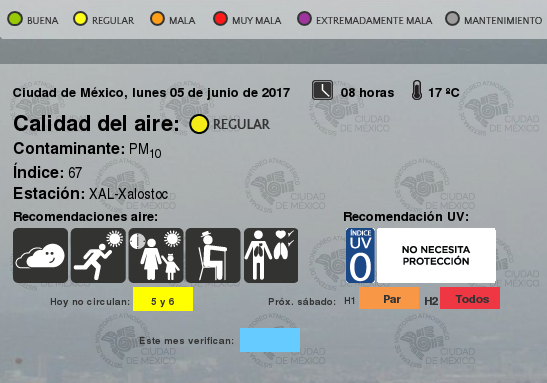 BUENA REGULAR MALA MUY MALA EXTREMADAMENTE MALA MANTENIMIENTO
Ciudad de México, lunes 05 de junio de 2017 08 horas 17 ºC
Calidad del aire: REGULAR
Contaminante: PM10
Índice: 67
Estación: XAL-Xalostoc
Recomendaciones aire: Recomendación UV:
ÍNDICE
UV
0
NO NECESITA
PROTECCIÓN
Hoy no circulan: 5 y 6 Próx. sábado: H1 Par H2 Todos
Este mes verifican:
CIUDAD
DE MÉXICO